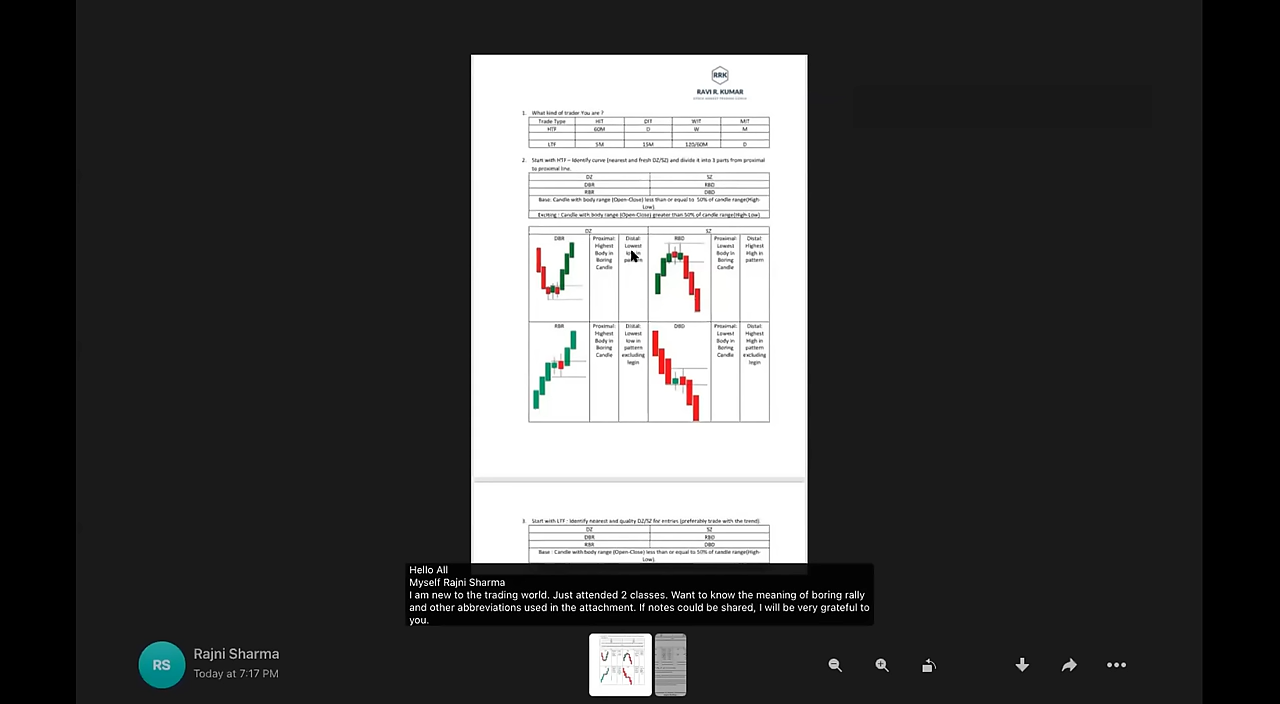 RRK
RAVI R. KUMAR
1. What kind of trader You are ?
Trade Type HIT DIT WIT MIT
HTF 60M D W M
LTF 5M 15M 120/60M D
2. Start with HTF – Identify curve (nearest and fresh DZ/SZ) and divide it into 3 parts from proximal
to proximal line.
DZ SZ
DBR RBD
RBR DBD
Base: Candle with body range (Open-Close) less than or equal to 50% of candle range(High-
Low).
Exciting : Candle with body range (Open-Close) greater than 50% of candle range(High-Low)
DZ SZ
DBR
Proximal:
Highest
Body in
Boring
Candle
Distal:
Lowest
low in
pattern
RBD
Proximal:
Lowest
Body in
Boring
Candle
Distal:
Highest
High in
pattern
RBR
Proximal:
Highest
Body in
Boring
Candle
Distal:
Lowest
low in
pattern
excluding
legin
DBD
Proximal:
Lowest
Body in
Boring
Candle
Distal:
Highest
High in
pattern
excluding
legin
3. Start with LTF : Identify nearest and quality DZ/SZ for entries (preferably trade with the trend)
DZ SZ
DBR RBD
RBR DBD
Base : Candle with body range (Open-Close) less than or equal to 50% of candle range(High-
Low).
Hello All
Myself Rajni Sharma
I am new to the trading world. Just attended 2 classes. Want to know the meaning of boring rally
and other abbreviations used in the attachment. If notes could be shared, I will be very grateful to
you.
RS
Rajni Sharma
Today at 7:17 PM